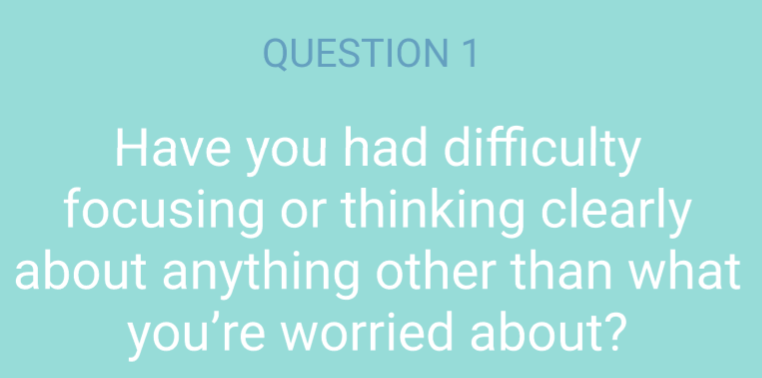 QUESTION 1
Have you had difficulty
focusing or thinking clearly
about anything other than what
you’re worried about?